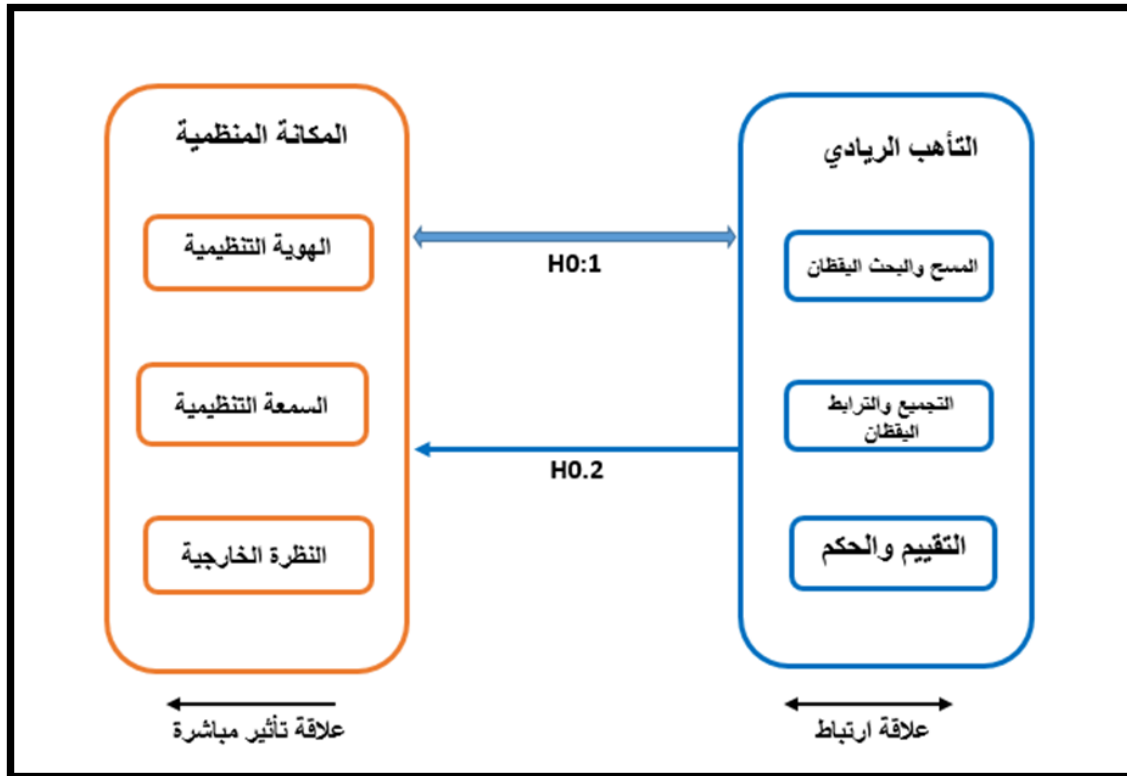 التأهب الريادي
المسح والبحث اليقظان
التجميع والترابط
اليقظان
التقييم والحكم
H0:1
H0.2
المكانة المنظمية
الهوية التنظيمية
السمعة التنظيمية
النظرة الخارجية
علاقة ارتباط
علاقة تأثير مباشرة